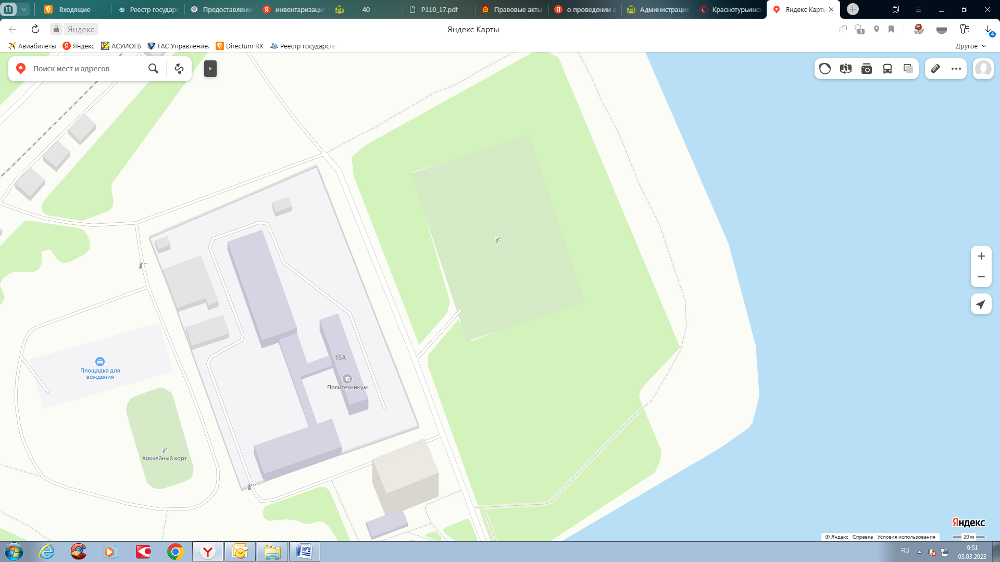 11
Входящие
Реестр государс
Предоставлени
инвентаризаци
40
P110_17.pdf
Правовые акты
о проведении а
Администрация
Краснотурьинск
Яндекс Карты
Яндекс
Яндекс Карты
1
4
Авиабилеты
Яндекс
АСУИОГВ
ГАС Управление.
Directum RX
Реестр государств
Другое
Поиск мест и адресов
15А
Политехникум
Площадка для
вождения
Хоккейный корт
Яндекс
© Яндекс Справка Условия использования
20 м
RU
9:51
03.03.2023